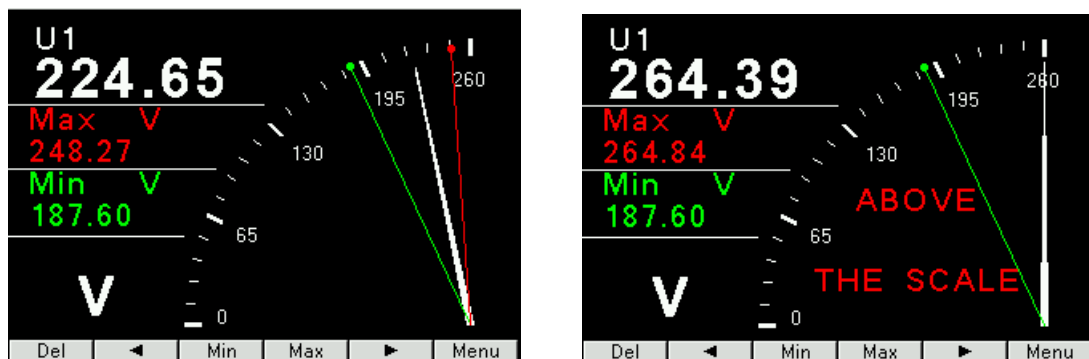 U1
224.65
Max V
248.27
Min V
187.60
V
260
195
130
65
0
Del ◄ Min Max ► Menu
U1
264.39
Max V
264.84
Min V
187.60
V
260
195
130
ABOVE
65
THE SCALE
0
Del ◄ Min Max ► Menu